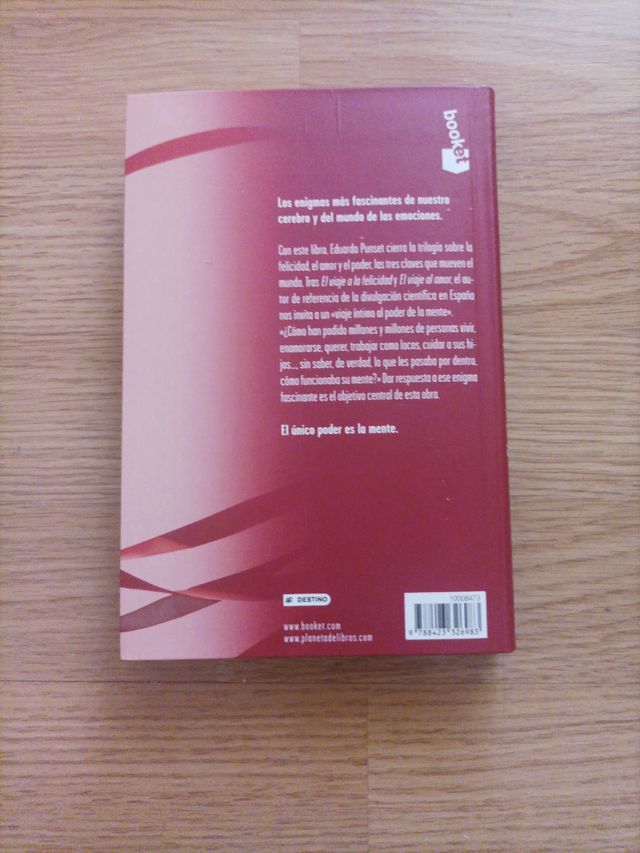 booket
Los enigmas más fascinantes de nuestro
cerebro y del mundo de las emociones.
Con este libro, Eduardo Punset cierra la trilogía sobre la
felicidad, el amor y el poder, las tres claves que mueven el
mundo. Tras El viaje a la felicidad y El viaje al amor, el au-
tor de referencia de la divulgación científica en España
nos invita a un «viaje íntimo al poder de la mente».
«¿Cómo han podido millones y millones de personas vivir,
enamorarse, querer, trabajar como locos, cuidar a sus hi-
jos..., sin saber, de verdad, lo que les pasaba por dentro,
cómo funcionaba su mente?» Dar respuesta a ese enigma
fascinante es el objetivo central de esta obra.
El único poder es la mente.
DESTINO
www.booket.com
www.planetadelibros.com
10008473
9 788423 326983